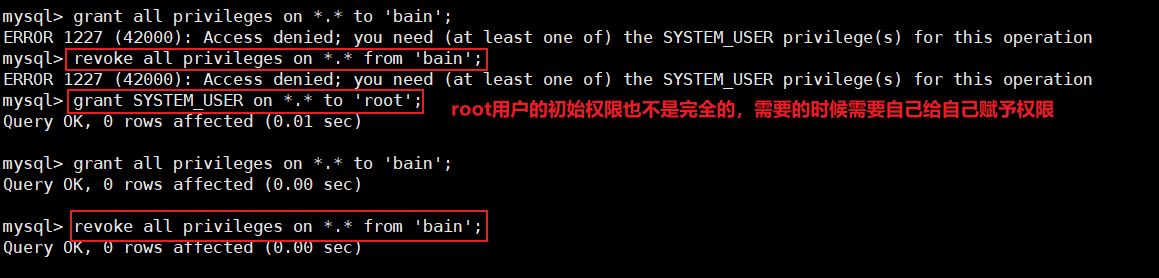 mysql> grant all privileges on *.* to 'bain';
ERROR 1227 (42000): Access denied; you need (at least one of) the SYSTEM_USER privilege(s) for this operation
mysql> revoke all privileges on *.* from 'bain';
ERROR 1227 (42000): Access denied; you need (at least one of) the SYSTEM_USER privilege(s) for this operation
mysql> grant SYSTEM_USER on *.* to 'root';
root用户的初始权限也不是完全的，需要的时候需要自己给自己赋予权限
Query OK, 0 rows affected (0.01 sec)
mysql> grant all privileges on *.* to 'bain';
Query OK, 0 rows affected (0.00 sec)
mysql> revoke all privileges on *.* from 'bain';
Query OK, 0 rows affected (0.00 sec)